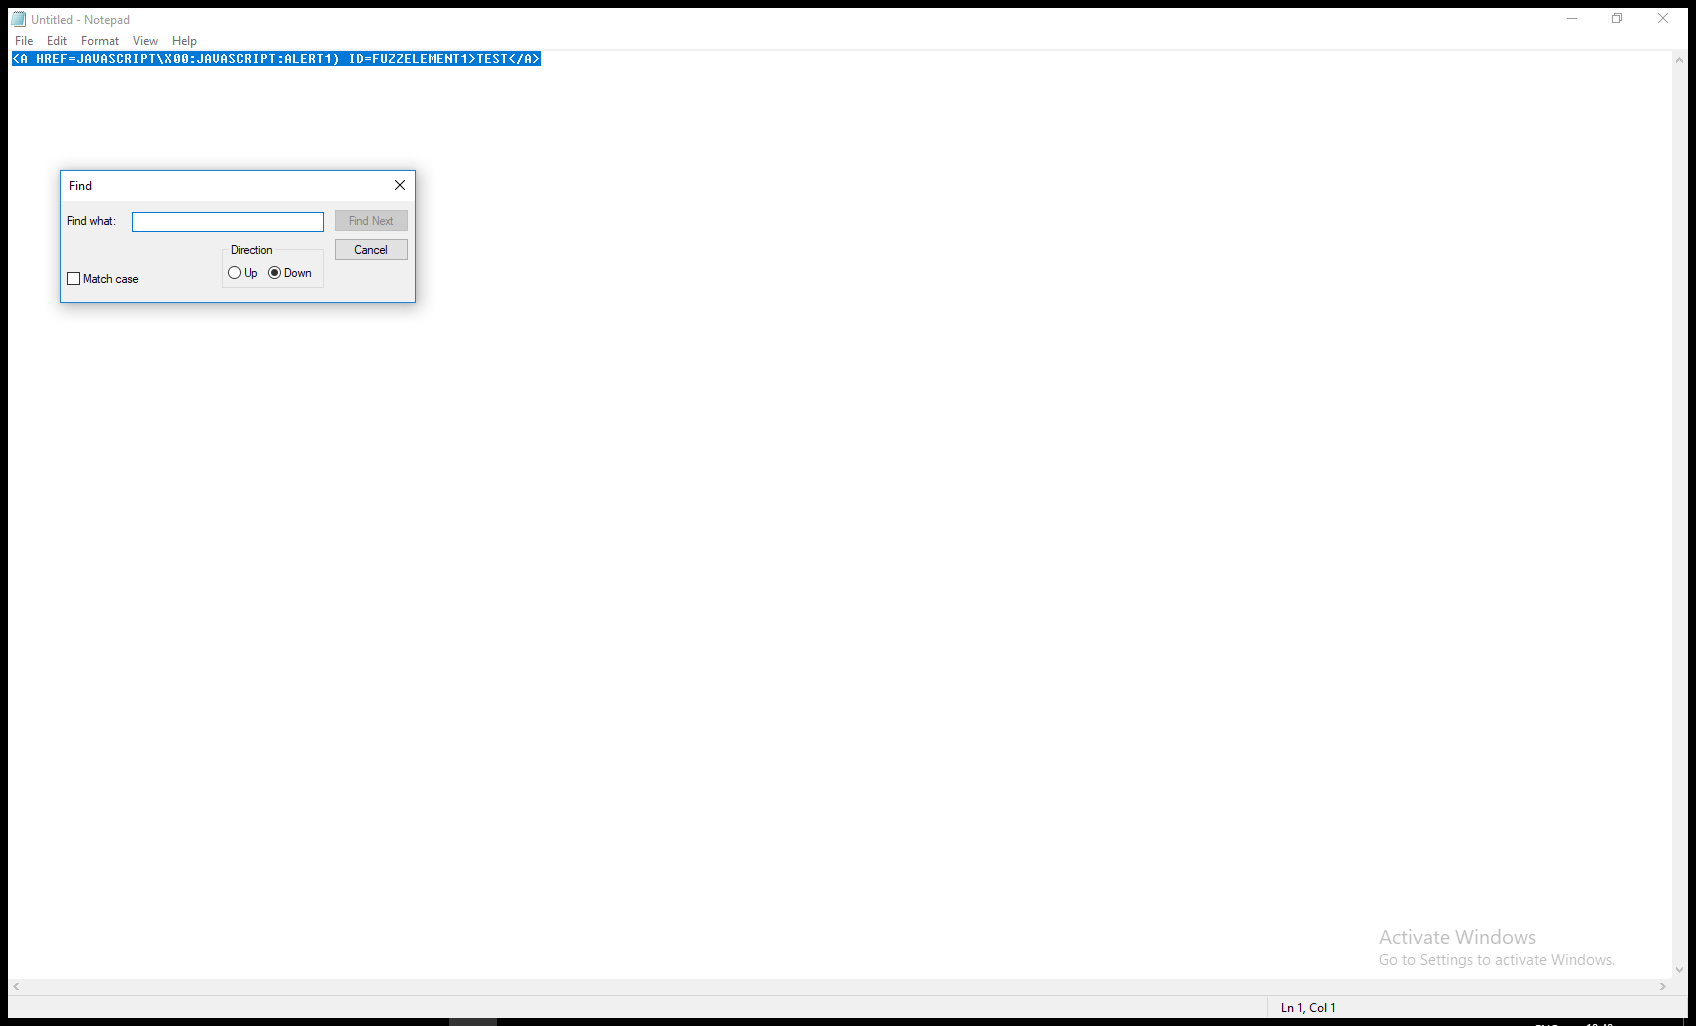 Untitled - Notepad
File Edit Format View Help
<A HREF=JAVASCRIPT\X00:JAVASCRIPT:ALERT1) ID=FUZZELEMENT1>TEST</A>
Find
Find what:
Find Next
Direction
Cancel
Up Down
Match case
Activate Windows
Go to Settings to activate Windows.
Ln 1, Col 1